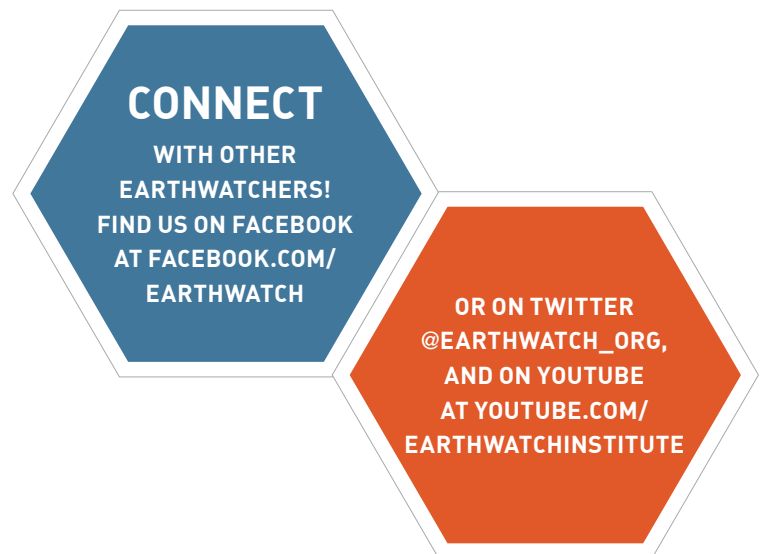 CONNECT
WITH OTHER
EARTHWATCHERS!
FIND US ON FACEBOOK
AT FACEBOOK.COM/
EARTHWATCH
OR ON TWITTER
@EARTHWATCH_ORG,
AND ON YOUTUBE
AT YOUTUBE.COM/
EARTHWATCHINSTITUTE